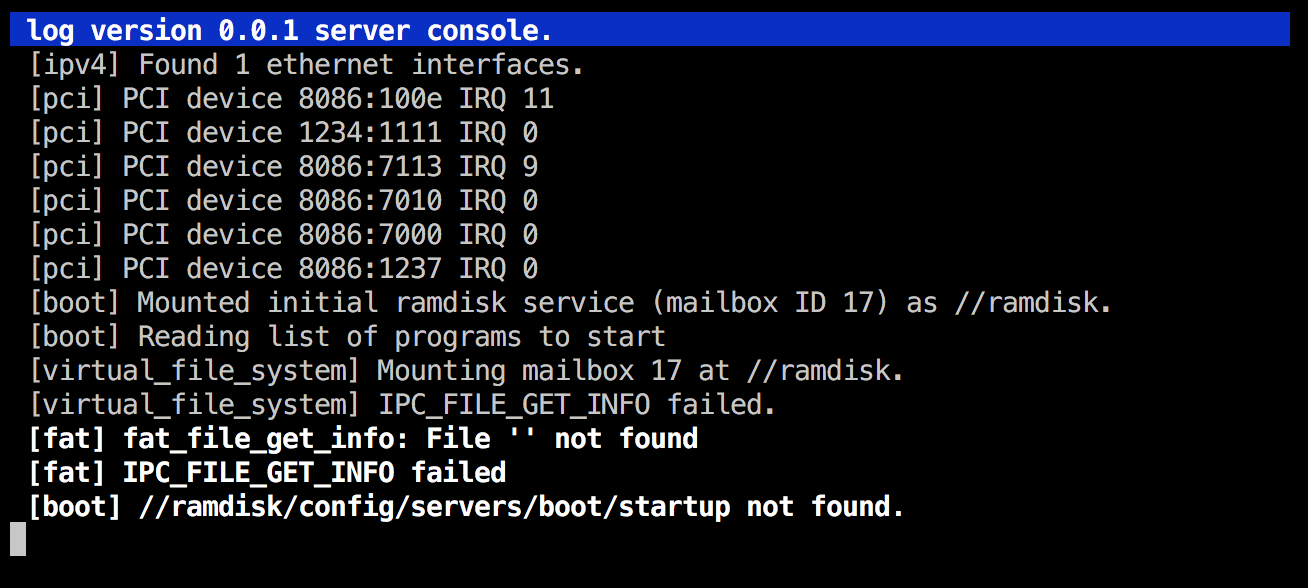 log version 0.0.1 server console.
[ipv4] Found 1 ethernet interfaces.
[pci] PCI device 8086:100e IRQ 11
[pci] PCI device 1234:1111 IRQ 0
[pci] PCI device 8086:7113 IRQ 9
[pci] PCI device 8086:7010 IRQ 0
[pci] PCI device 8086:7000 IRQ 0
[pci] PCI device 8086:1237 IRQ 0
[boot] Mounted initial ramdisk service (mailbox ID 17) as //ramdisk.
[boot] Reading list of programs to start
[virtual_file_system] Mounting mailbox 17 at //ramdisk.
[virtual_file_system] IPC_FILE_GET_INFO failed.
[fat] fat_file_get_info: File '' not found
[fat] IPC_FILE_GET_INFO failed
[boot] //ramdisk/config/servers/boot/startup not found.